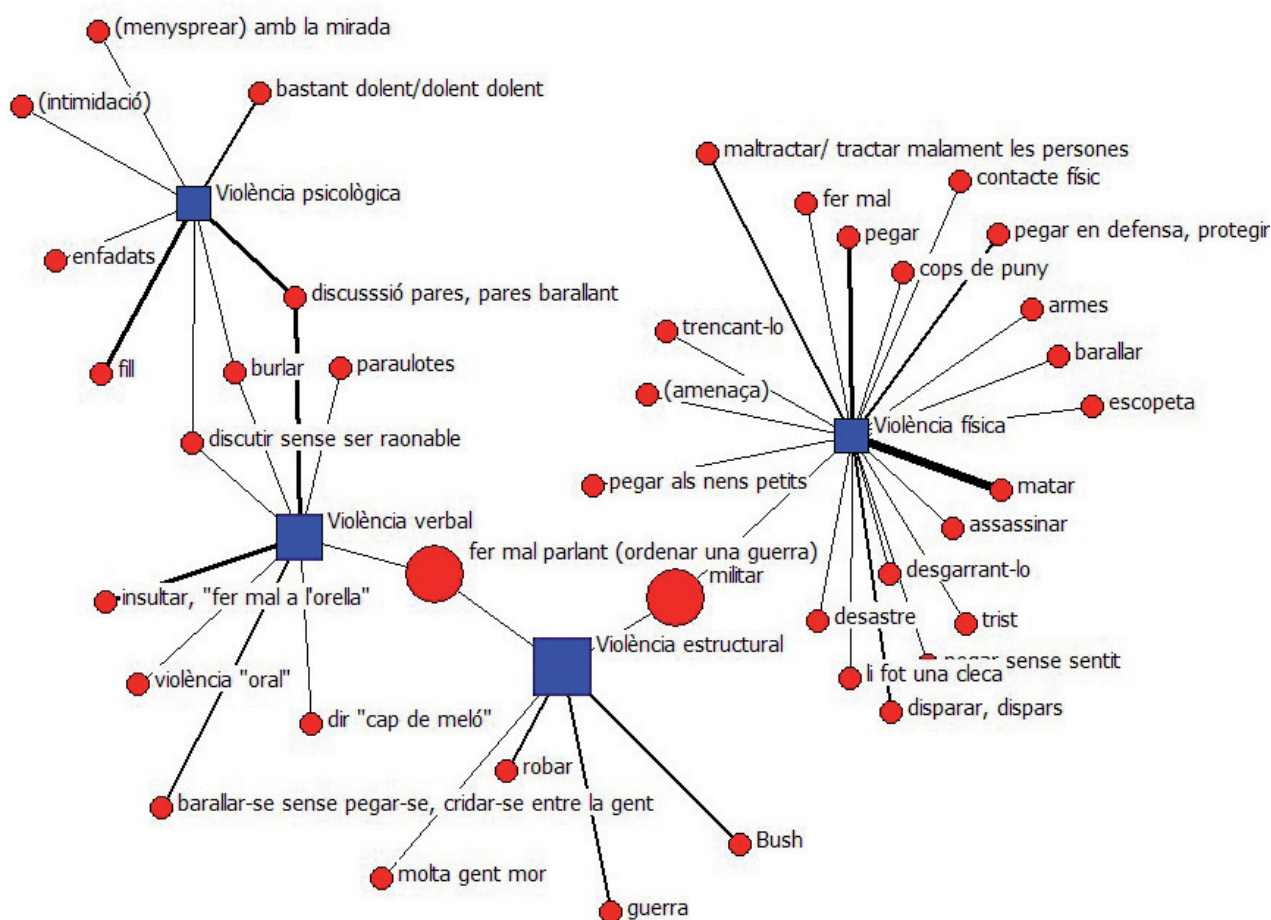 (menysprear) amb la mirada
(intimidació)
bastant dolent/dolent dolent
Violència psicològica
enfadats
discusssió pares, pares barallant
fill
burlar
paraulotes
discutir sense ser raonable
Violència verbal
fer mal parlant (ordenar una guerra)
insultar, "fer mal a l'orella"
violència "oral"
dir "cap de meló"
barallar-se sense pegar-se, cridar-se entre la gent
Violència estructural
militar
robar
Bush
molta gent mor
guerra
maltractar/ tractar malament les persones
contacte físic
fer mal
pegar
pegar en defensa, protegir
cops de puny
armes
trencant-lo
barallar
(amenaça)
escopeta
Violència física
pegar als nens petits
matar
assassinar
desgarrant-lo
desastre
trist
pegar sense sentit
li fot una cleca
disparar, dispars